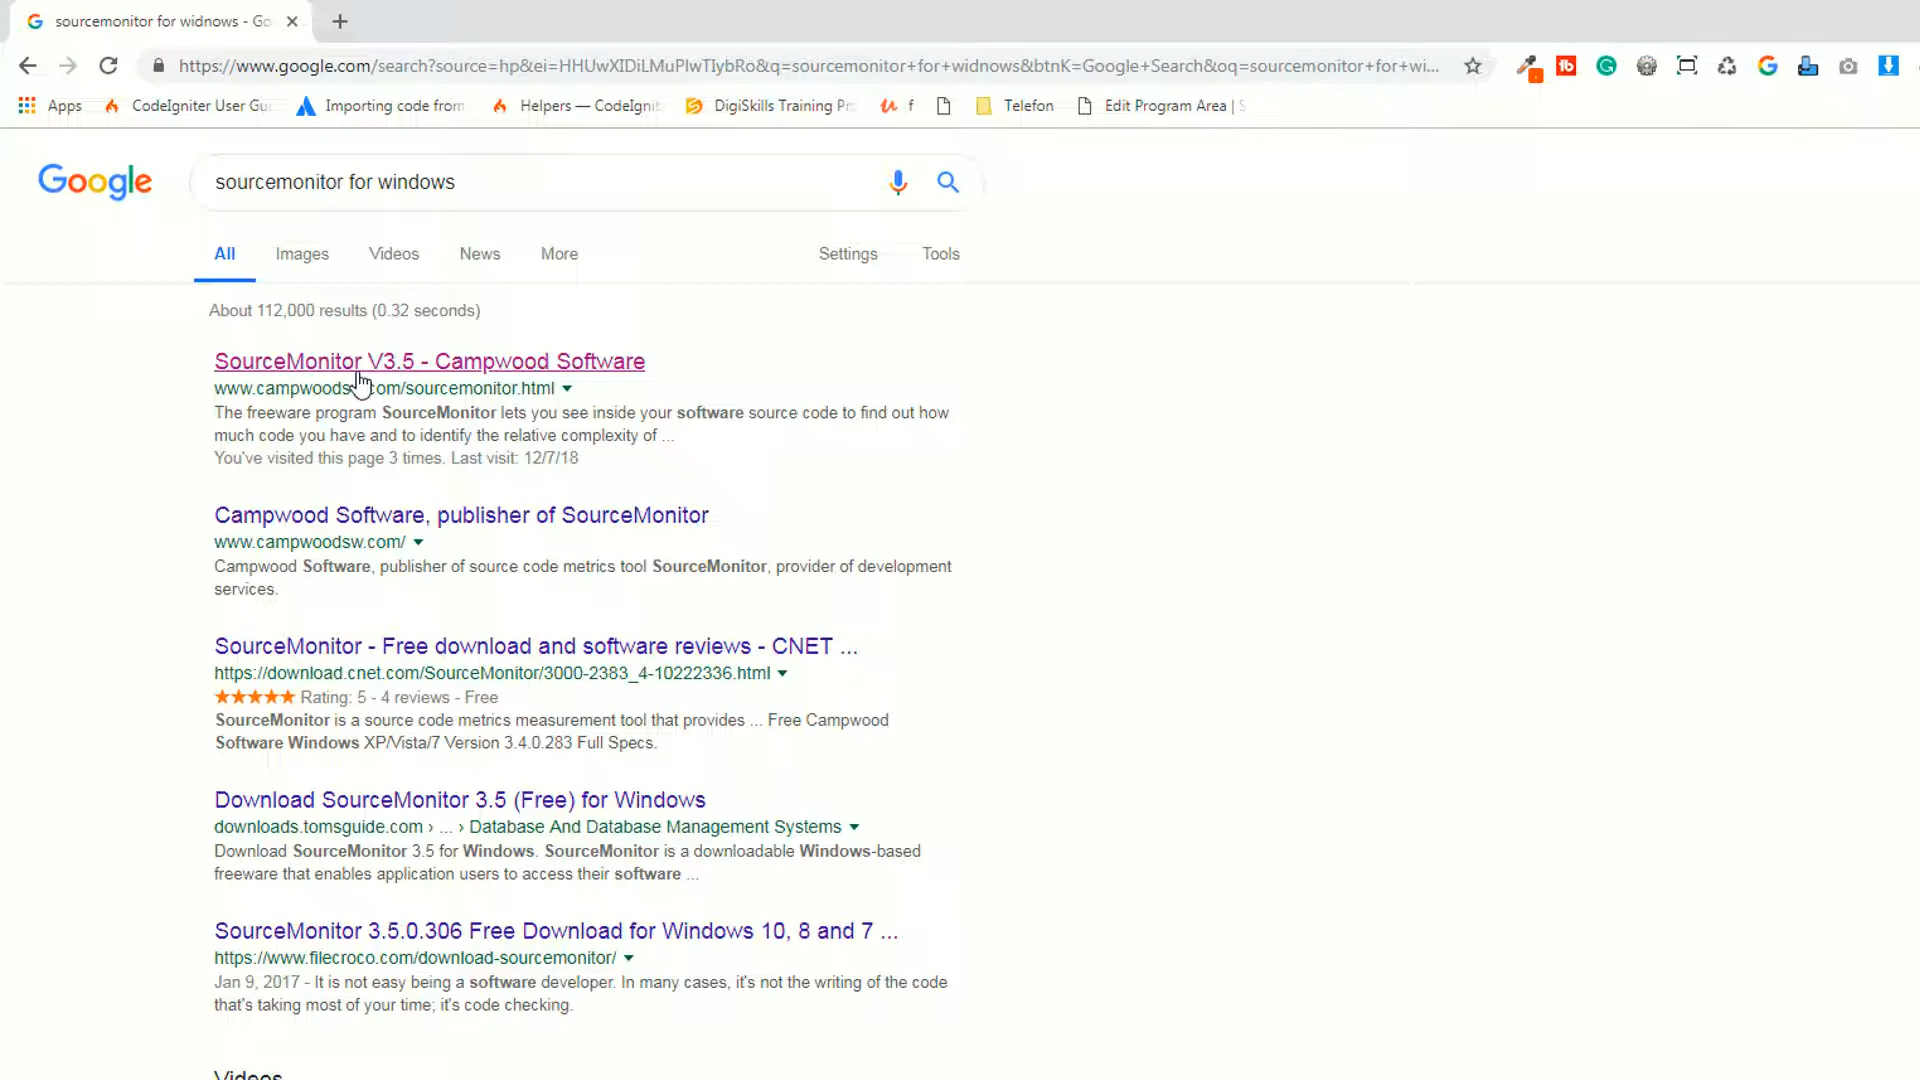 sourcemonitor for widnows - Go
https://www.google.com/search?source=hp&ei=HHUwXIDiLMuPlwTIybRo&q=sourcemonitor+for+widnows&btnK=Google+Search&oq=sourcemonitor+for+wi...
Apps CodeIgniter User Gu Importing code from Helpers — CodeIgnit DigiSkills Training Pr f Telefon Edit Program Area | S
Google sourcemonitor for windows
All Images Videos News More Settings Tools
About 112,000 results (0.32 seconds)
SourceMonitor V3.5 - Campwood Software
www.campwoods com/sourcemonitor.html
The freeware program SourceMonitor lets you see inside your software source code to find out how
much code you have and to identify the relative complexity of ...
You've visited this page 3 times. Last visit: 12/7/18
Campwood Software, publisher of SourceMonitor
www.campwoodsw.com/
Campwood Software, publisher of source code metrics tool SourceMonitor, provider of development
services.
SourceMonitor - Free download and software reviews - CNET ...
https://download.cnet.com/SourceMonitor/3000-2383_4-10222336.html
Rating: 5 - 4 reviews - Free
SourceMonitor is a source code metrics measurement tool that provides ... Free Campwood
Software Windows XP/Vista/7 Version 3.4.0.283 Full Specs.
Download SourceMonitor 3.5 (Free) for Windows
downloads.tomsguide.com › ... › Database And Database Management Systems
Download SourceMonitor 3.5 for Windows. SourceMonitor is a downloadable Windows-based
freeware that enables application users to access their software ...
SourceMonitor 3.5.0.306 Free Download for Windows 10, 8 and 7 ...
https://www.filecroco.com/download-sourcemonitor/
Jan 9, 2017 - It is not easy being a software developer. In many cases, it's not the writing of the code
that's taking most of your time; it's code checking.
Videos